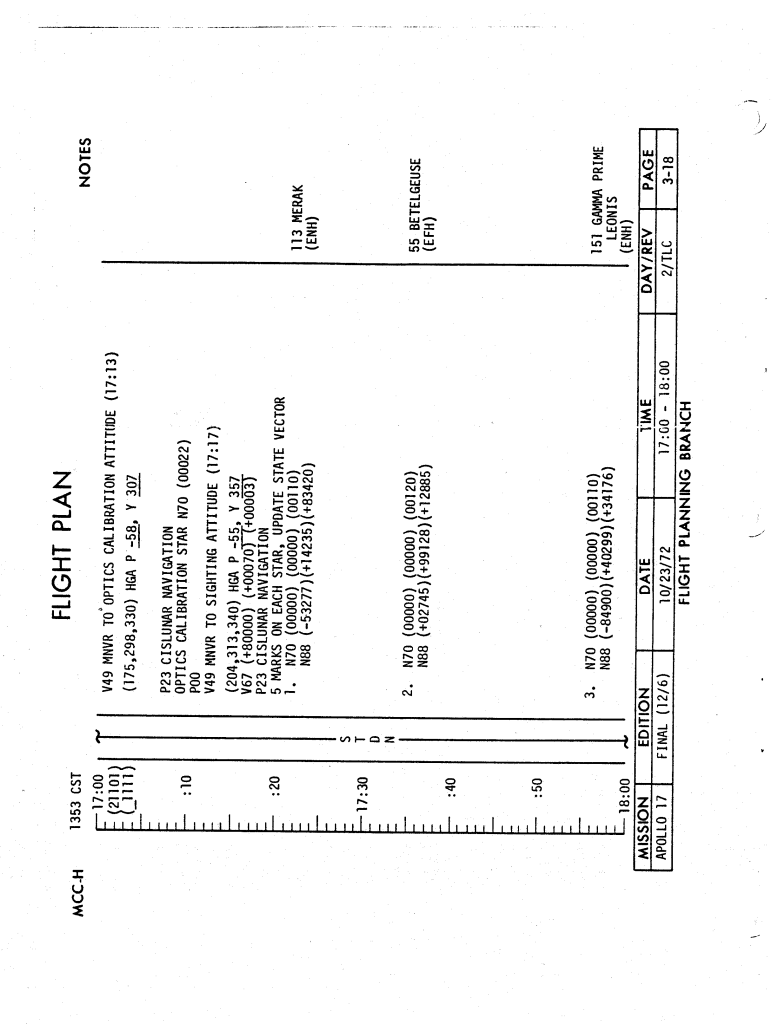 FLIGHT PLAN
MCC-H
1353 CST
NOTES
17:00
(21101)
(_1111)
:10
:20
17:30
:40
:50
18:00
STDN
V49 MNVR TO OPTICS CALIBRATION ATTITUDE (17:13)
(175,298,330) HGA P -58, Y 307
P23 CISLUNAR NAVIGATION
OPTICS CALIBRATION STAR N70 (00022)
P00
V49 MNVR TO SIGHTING ATTITUDE (17:17)
(204,313,340) HGA P -55, Y 357
V67 (+80000) (+00070) (+00003)
P23 CISLUNAR NAVIGATION
5 MARKS ON EACH STAR, UPDATE STATE VECTOR
1. N70 (00000) (00000) (00110)
N88 (-53277)(+14235)(+83420)
113 MERAK
(ENH)
2. N70 (00000) (00000) (00120)
N88 (+02745)(+99128)(+12885)
55 BETELGEUSE
(EFH)
3. N70 (00000) (00000) (00110)
N88 (-84900)(+40299)(+34176)
151 GAMMA PRIME
LEONIS
(ENH)
MISSION EDITION DATE TIME DAY/REV PAGE
APOLLO 17 FINAL (12/6) 10/23/72 17:00 - 18:00 2/TLC 3-18
FLIGHT PLANNING BRANCH